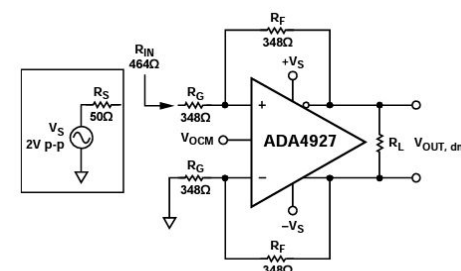 RF
348Ω
+VS
RIN
464Ω
RS
50Ω
VS
2V p-p
RG
348Ω
+
VOCM
ADA4927
RL
VOUT, dm
RG
348Ω
−
−VS
RF
348Ω